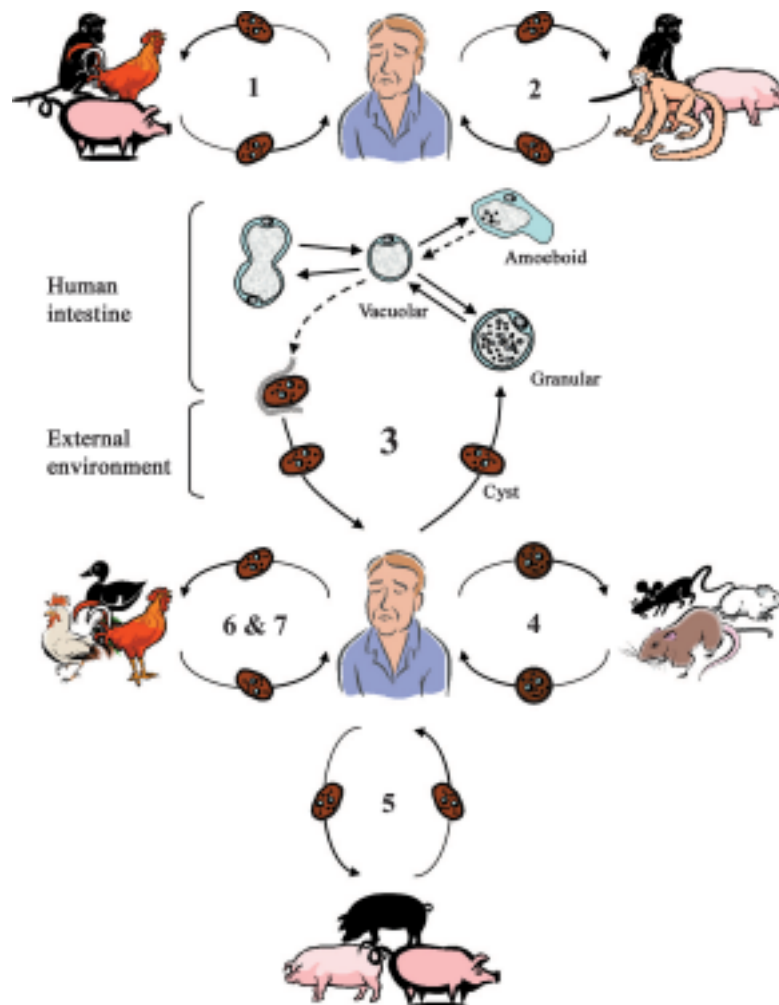 1
2
Human
intestine
Vacuolar
Amoeboid
Granular
External
environment
3
Cyst
6 & 7
4
5